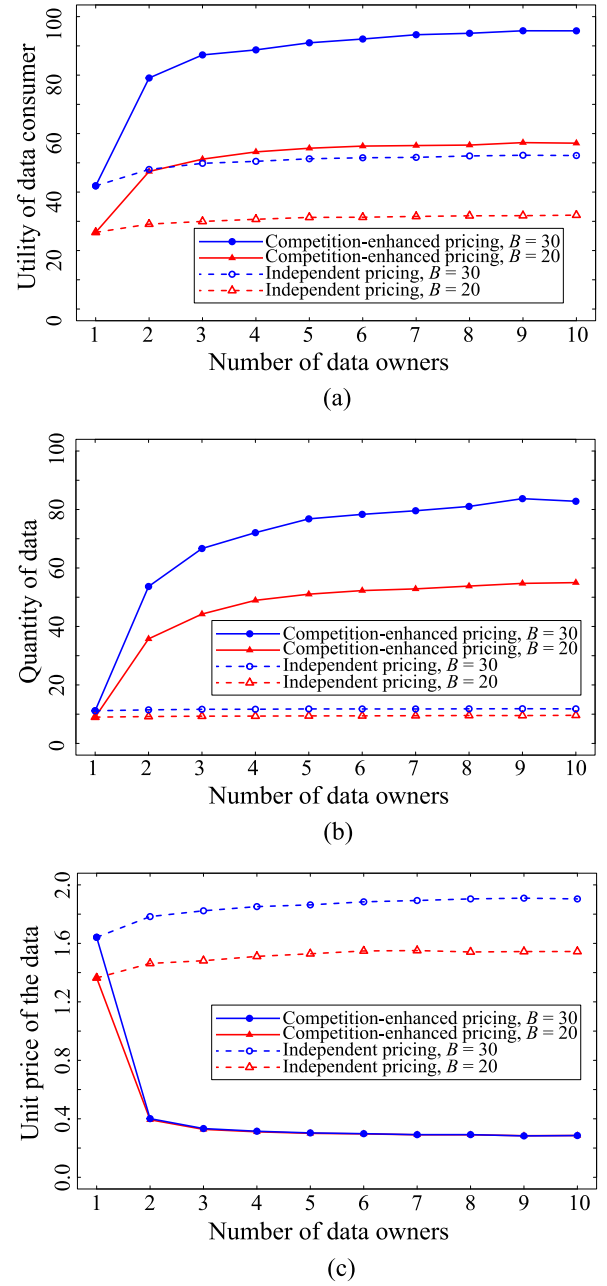 100
80
60
40
20
0
Utility of data consumer
Competition-enhanced pricing, B = 30
Competition-enhanced pricing, B = 20
Independent pricing, B = 30
Independent pricing, B = 20
1 2 3 4 5 6 7 8 9 10
Number of data owners
(a)
100
80
60
40
20
0
Quantity of data
Competition-enhanced pricing, B = 30
Competition-enhanced pricing, B = 20
Independent pricing, B = 30
Independent pricing, B = 20
1 2 3 4 5 6 7 8 9 10
Number of data owners
(b)
2.0
1.6
1.2
0.8
0.4
0.0
Unit price of the data
Competition-enhanced pricing, B = 30
Competition-enhanced pricing, B = 20
Independent pricing, B = 30
Independent pricing, B = 20
1 2 3 4 5 6 7 8 9 10
Number of data owners
(c)